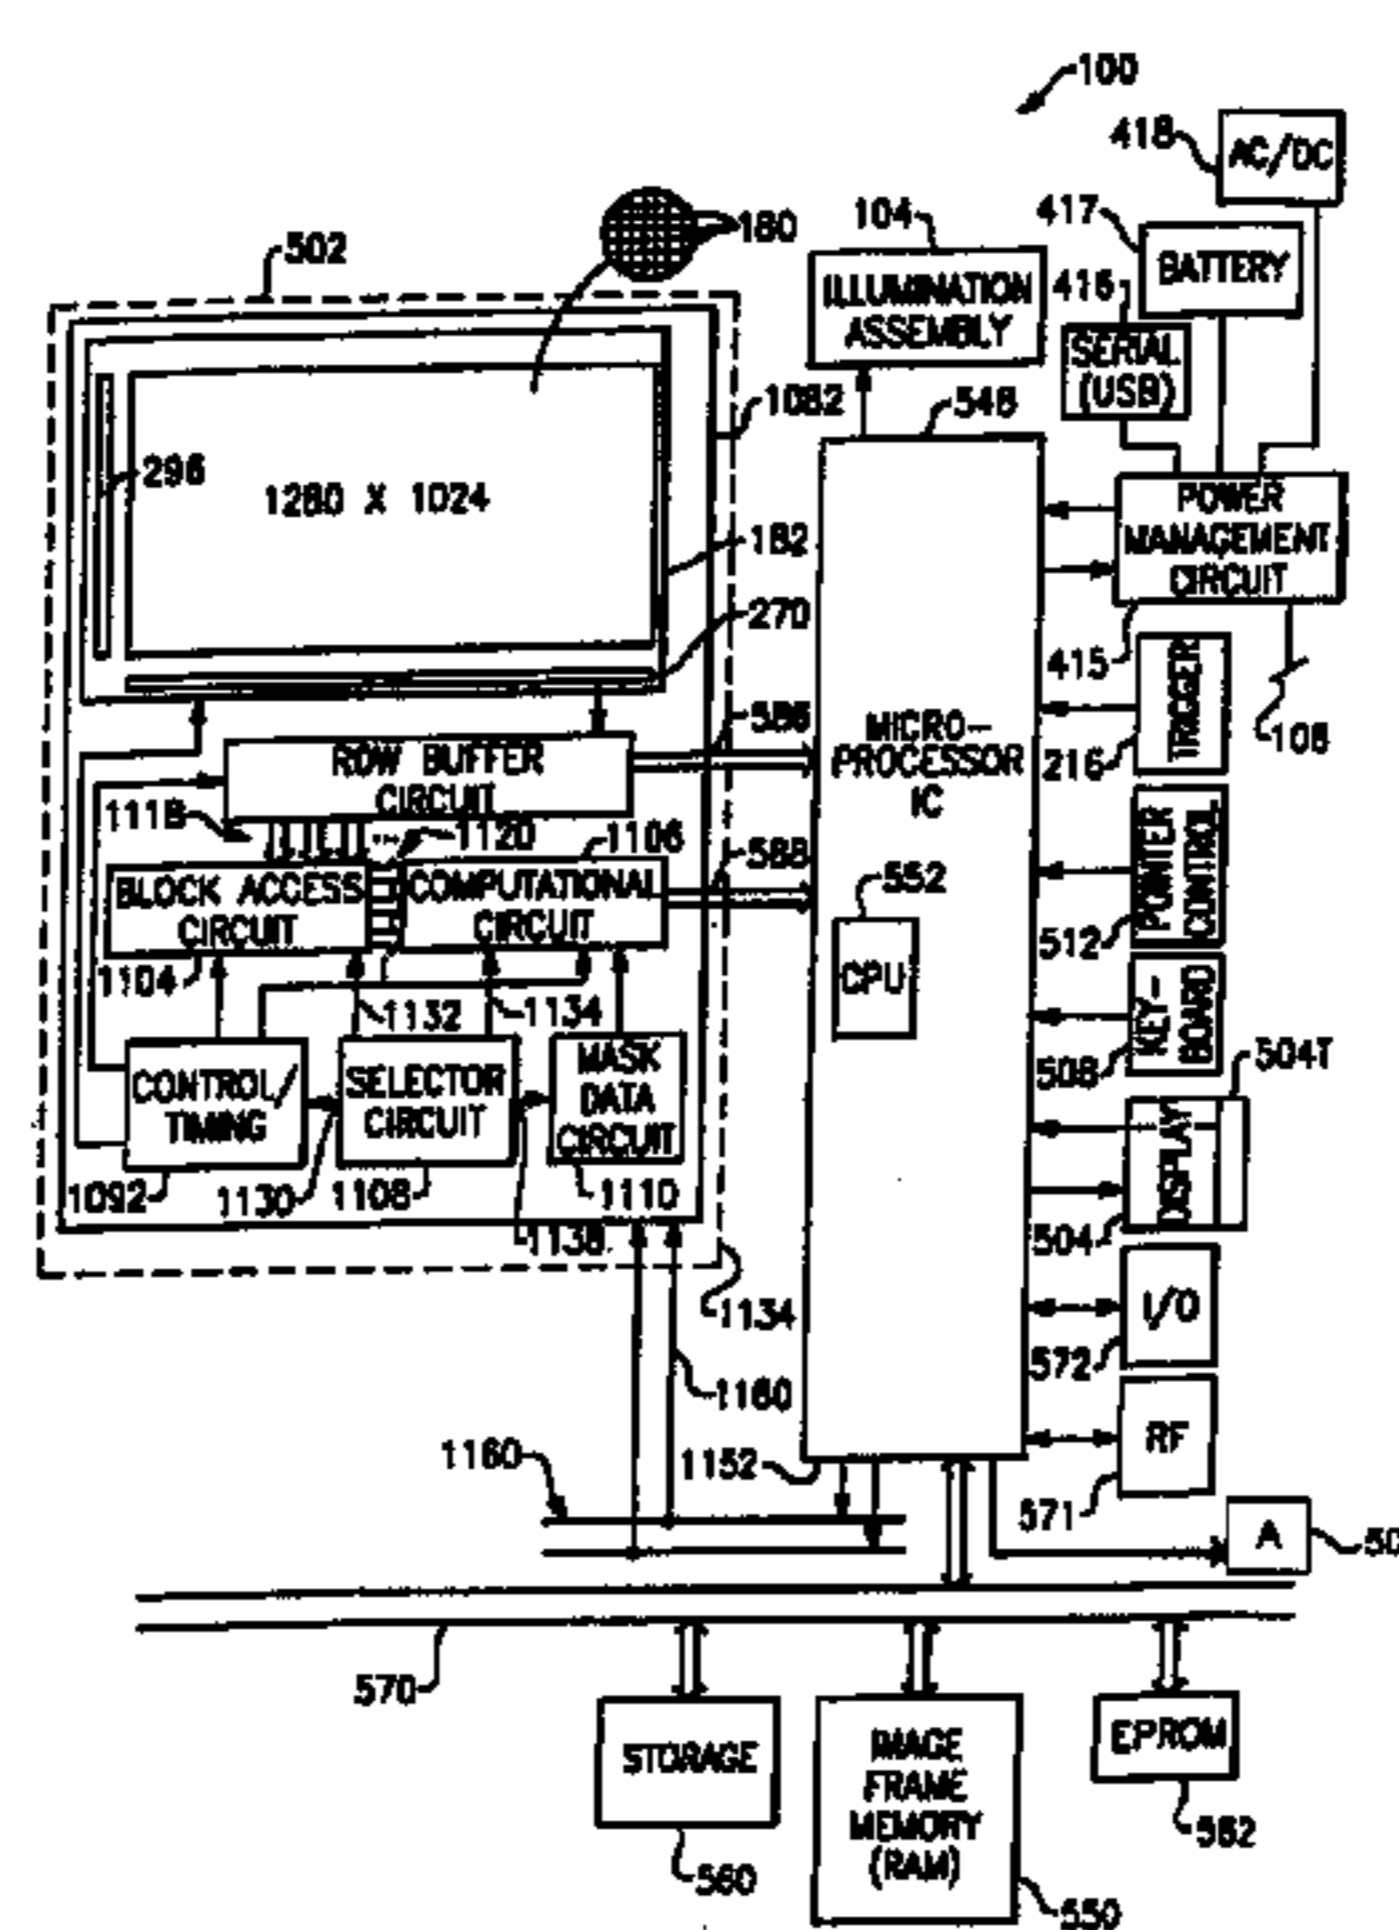 100
418
AC/DC
417
BATTERY
180
104
502
ILLUMINATION
ASSEMBLY
416
SERIAL
(USB)
1082
548
296
1280 X 1024
POWER
MANAGEMENT
CIRCUIT
182
270
415
TRIGGER
216
106
586
MICRO-
PROCESSOR
IC
ROW BUFFER
CIRCUIT
1118
1120
1106
588
POINTER
CONTROL
512
BLOCK ACCESS
CIRCUIT
COMPUTATIONAL
CIRCUIT
552
CPU
1104
1132
1134
KEY-
BOARD
508
504T
CONTROL/
TIMING
SELECTOR
CIRCUIT
MASK
DATA
CIRCUIT
DISPLAY
504
1092
1130
1108
1138
1110
1134
I/O
572
1160
RF
571
1160
1152
A
50
570
STORAGE
560
IMAGE
FRAME
MEMORY
(RAM)
550
EPROM
562